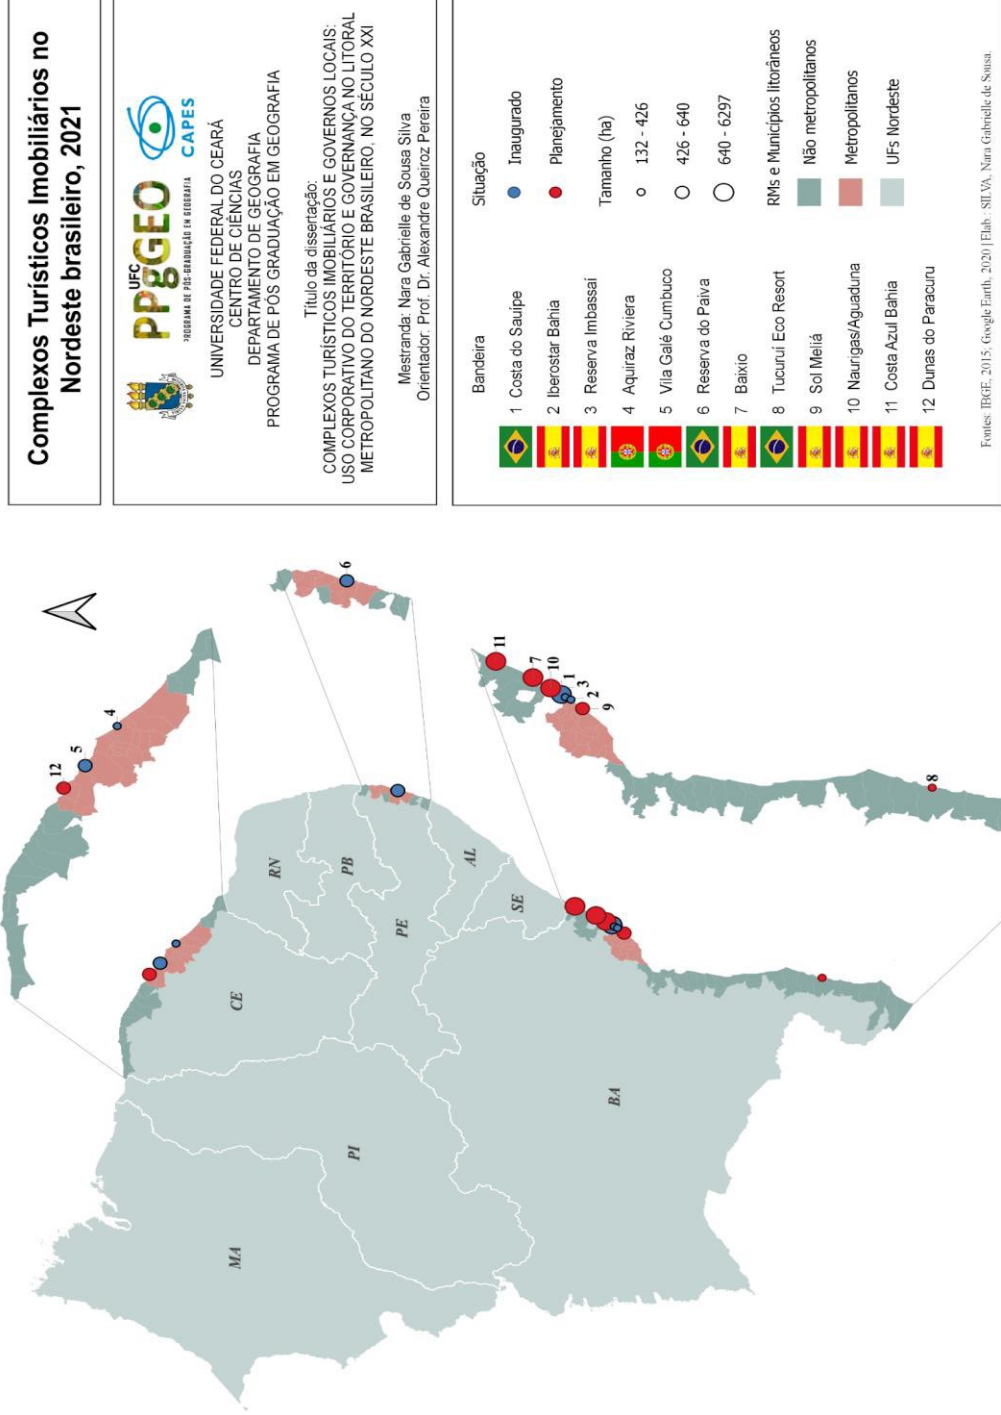 Complexos Turísticos Imobiliários no
Nordeste brasileiro, 2021
UFC
PPgGEO
PROGRAMA DE PÓS-GRADUAÇÃO EM GEOGRAFIA
CAPES
UNIVERSIDADE FEDERAL DO CEARÁ
CENTRO DE CIÊNCIAS
DEPARTAMENTO DE GEOGRAFIA
PROGRAMA DE PÓS GRADUAÇÃO EM GEOGRAFIA
Título da dissertação:
COMPLEXOS TURÍSTICOS IMOBILIÁRIOS E GOVERNOS LOCAIS:
USO CORPORATIVO DO TERRITÓRIO E GOVERNANÇA NO LITORAL
METROPOLITANO DO NORDESTE BRASILEIRO, NO SÉCULO XXI
Mestranda: Nara Gabrielle de Sousa Silva
Orientador: Prof. Dr. Alexandre Queiroz Pereira
Bandeira
1 Costa do Sauípe
2 Iberostar Bahia
3 Reserva Imbassaí
4 Aquiraz Riviera
5 Vila Galé Cumbuco
6 Reserva do Paiva
7 Baixio
8 Tucuruí Eco Resort
9 Sol Meliá
10 Naurigas/Aguaduna
11 Costa Azul Bahia
12 Dunas do Paracuru
Situação
Inaugurado
Planejamento
Tamanho (ha)
132 - 426
426 - 640
640 - 6297
RMs e Municípios litorâneos
Não metropolitanos
Metropolitanos
UFs Nordeste
Fontes: IBGE, 2015; Google Earth, 2020 | Elab.: SILVA, Nara Gabrielle de Sousa.
12
5
4
6
11
7
10
1
3
2
9
8
MA
PI
CE
RN
PB
PE
AL
SE
BA